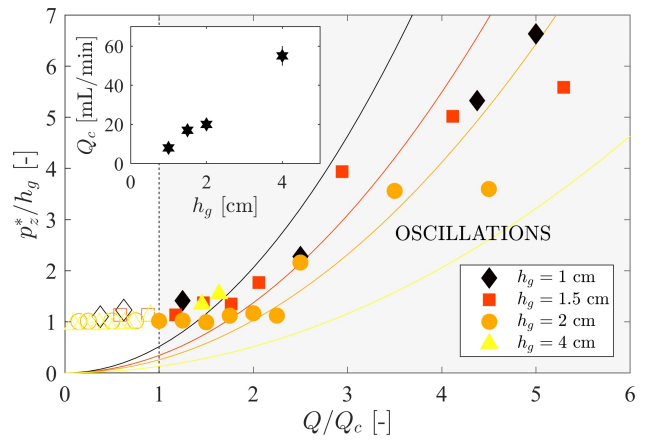 7
6
5
4
3
2
1
0
p*z/hg [-]
60
40
20
0
Qc [mL/min]
0
2
4
hg [cm]
OSCILLATIONS
hg = 1 cm
hg = 1.5 cm
hg = 2 cm
hg = 4 cm
0 1 2 3 4 5 6
Q/Qc [-]